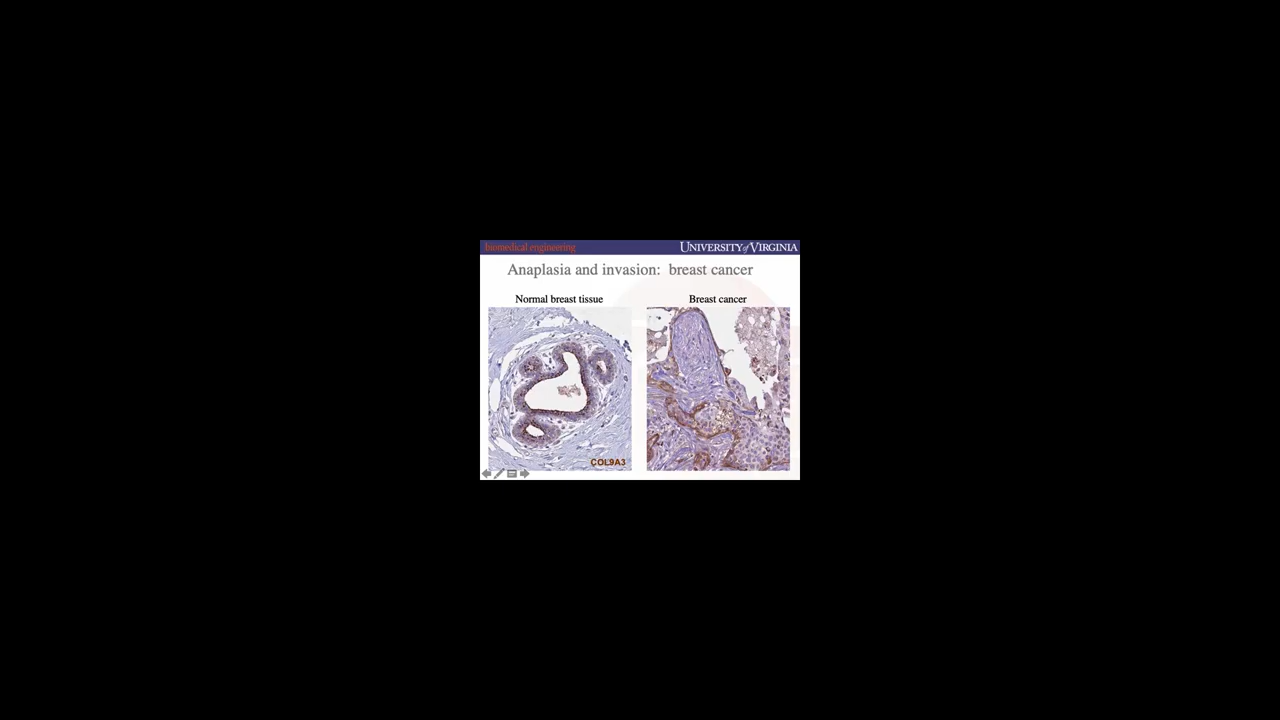 biomedical engineering
UNIVERSITY of VIRGINIA
Anaplasia and invasion: breast cancer
Normal breast tissue
Breast cancer
COL9A3